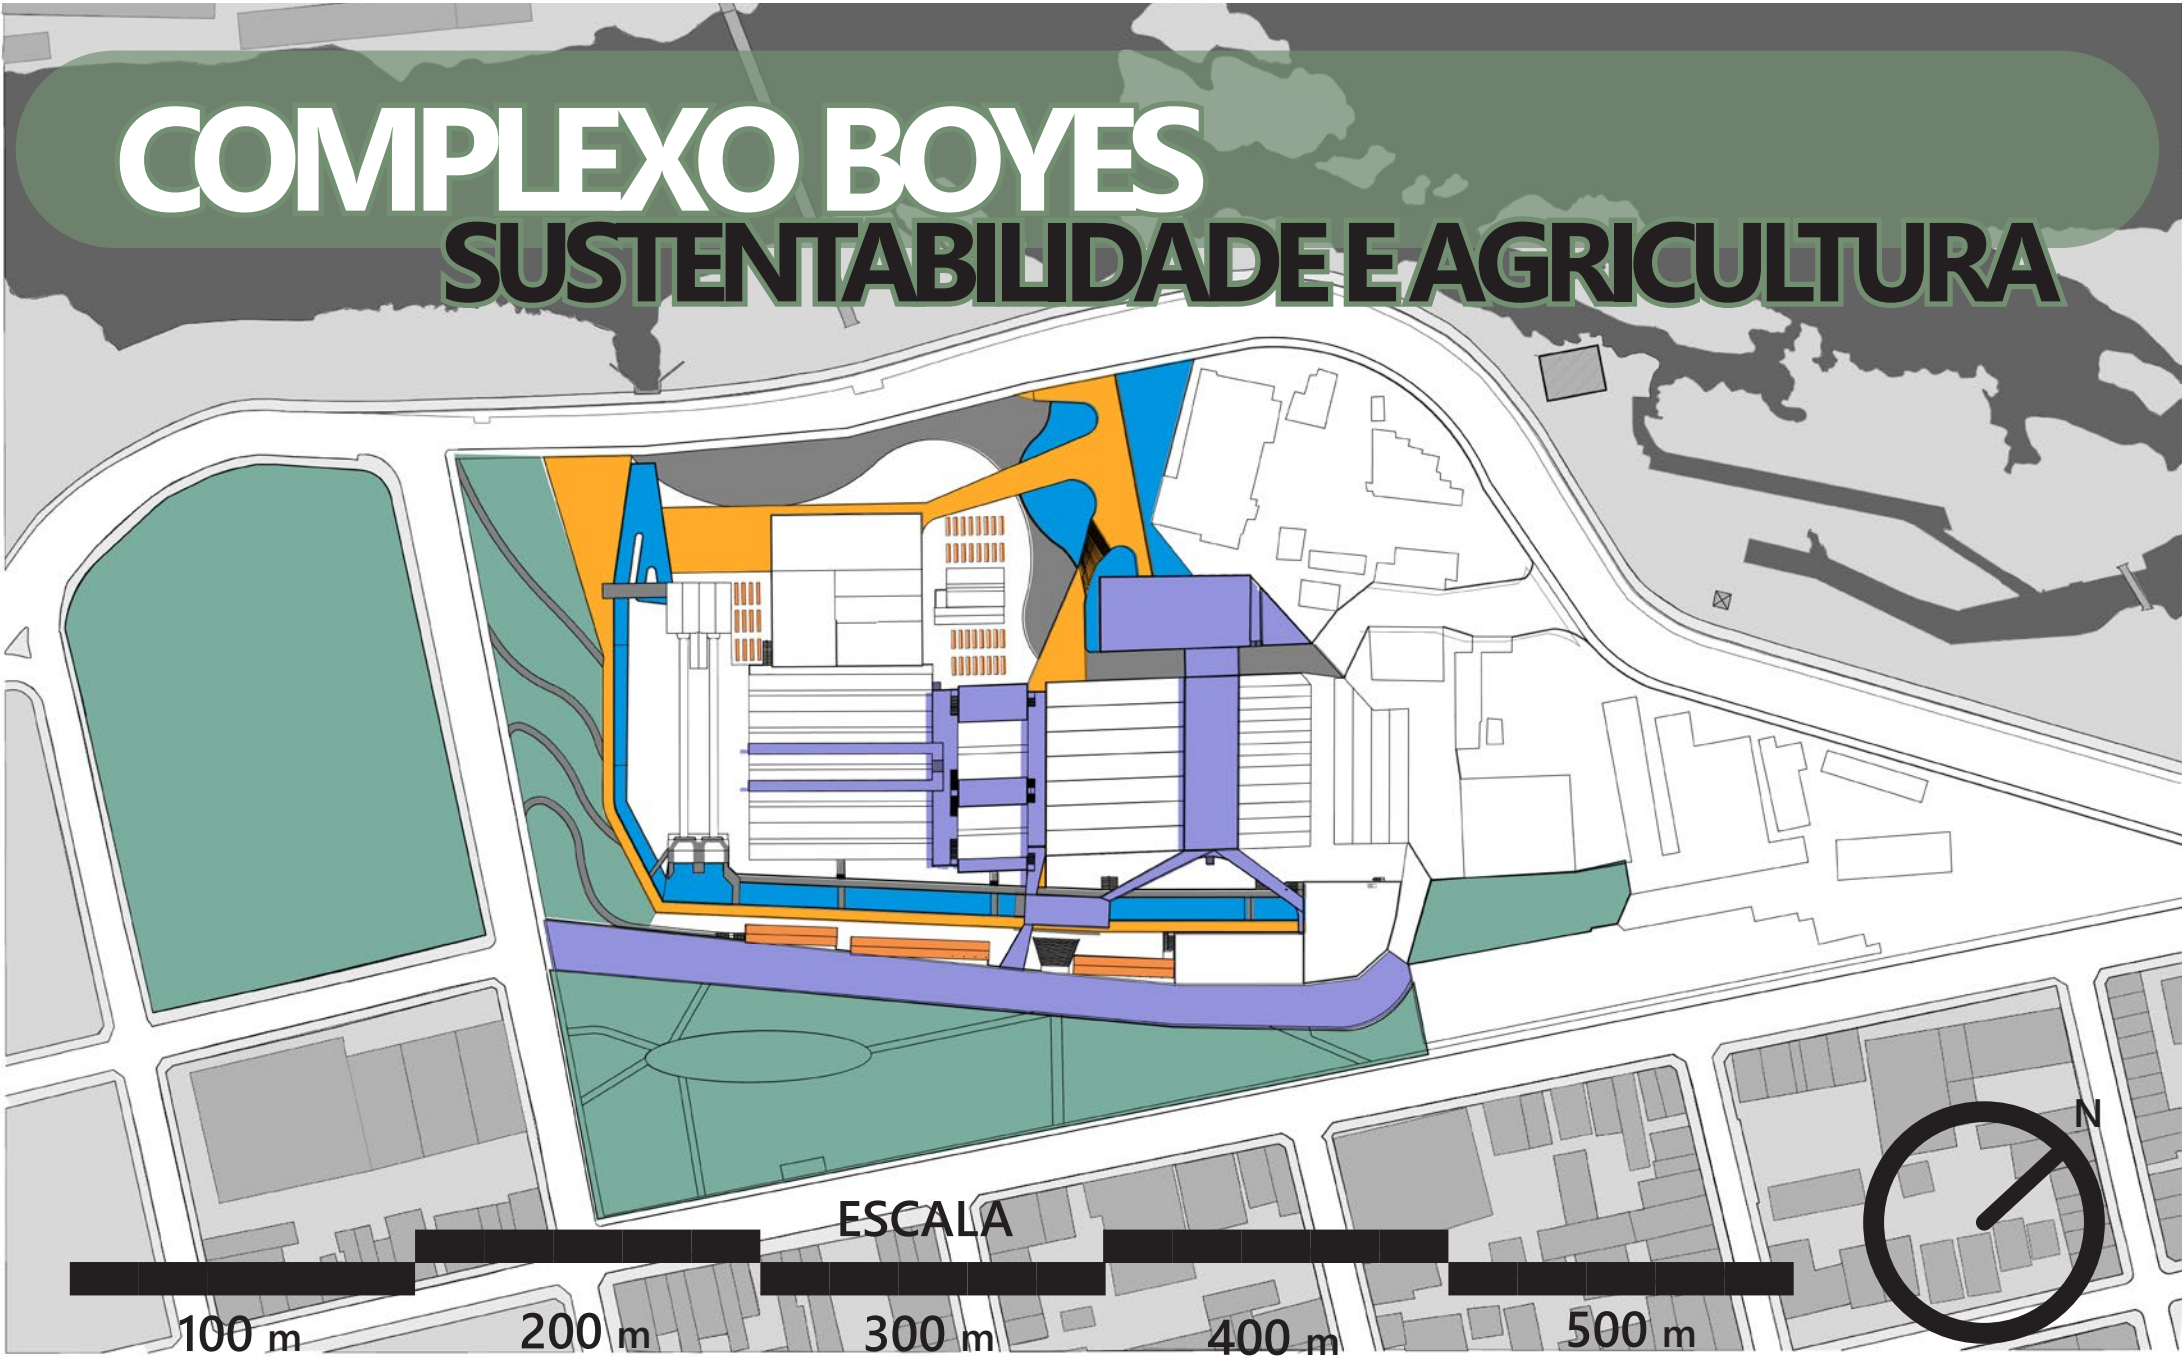 COMPLEXO BOYES
SUSTENTABILIDADE E AGRICULTURA
N
ESCALA
100 m
200 m
300 m
400 m
500 m